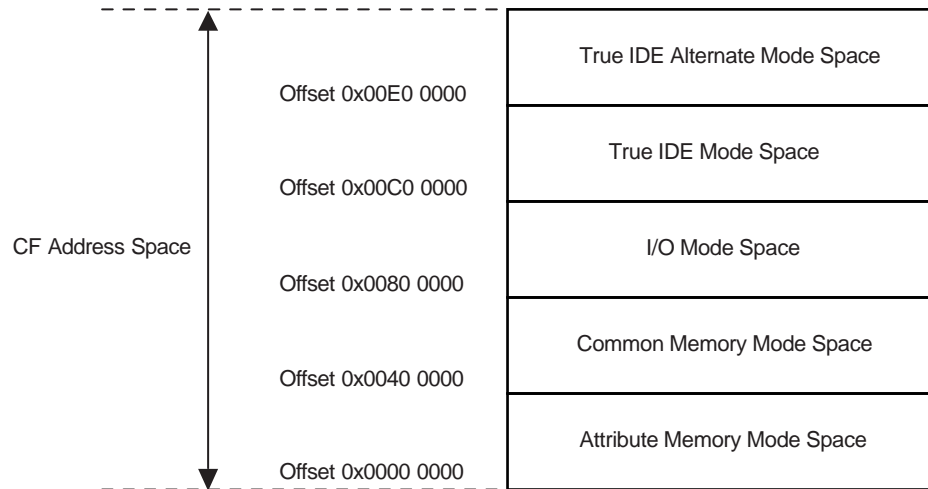 True IDE Alternate Mode Space
Offset 0x00E0 0000
True IDE Mode Space
Offset 0x00C0 0000
CF Address Space
I/O Mode Space
Offset 0x0080 0000
Common Memory Mode Space
Offset 0x0040 0000
Attribute Memory Mode Space
Offset 0x0000 0000